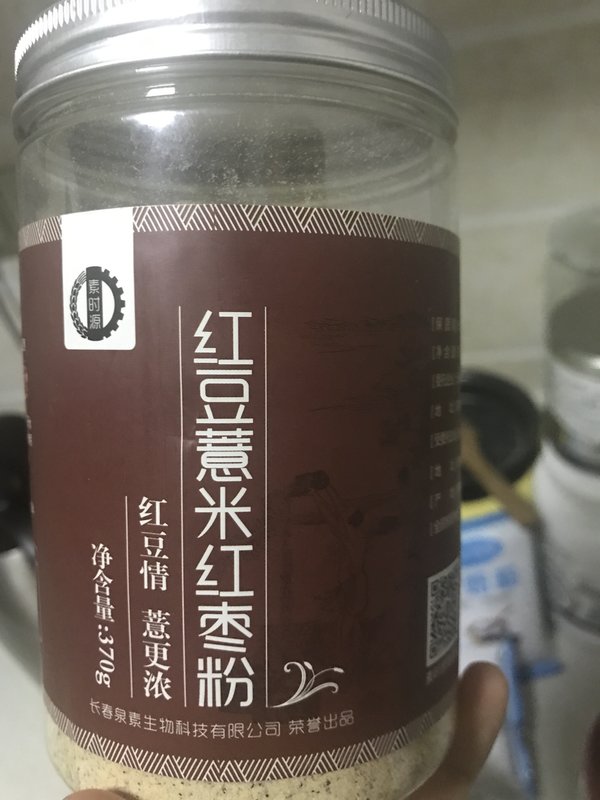 素时源
红豆薏米红枣粉
红豆情 薏更浓
净含量:370g
长春泉素生物科技有限公司 荣誉出品